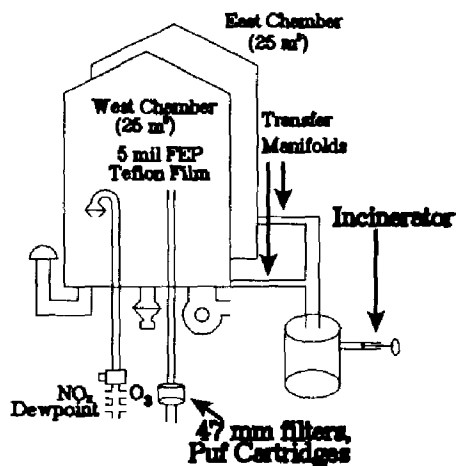 East Chamber
(25 m³)
West Chamber
(25 m³)
5 mil FEP
Teflon Film
Transfer
Manifolds
Incinerator
NOx
O3
Dewpoint
47 mm filters,
Puf Cartridges